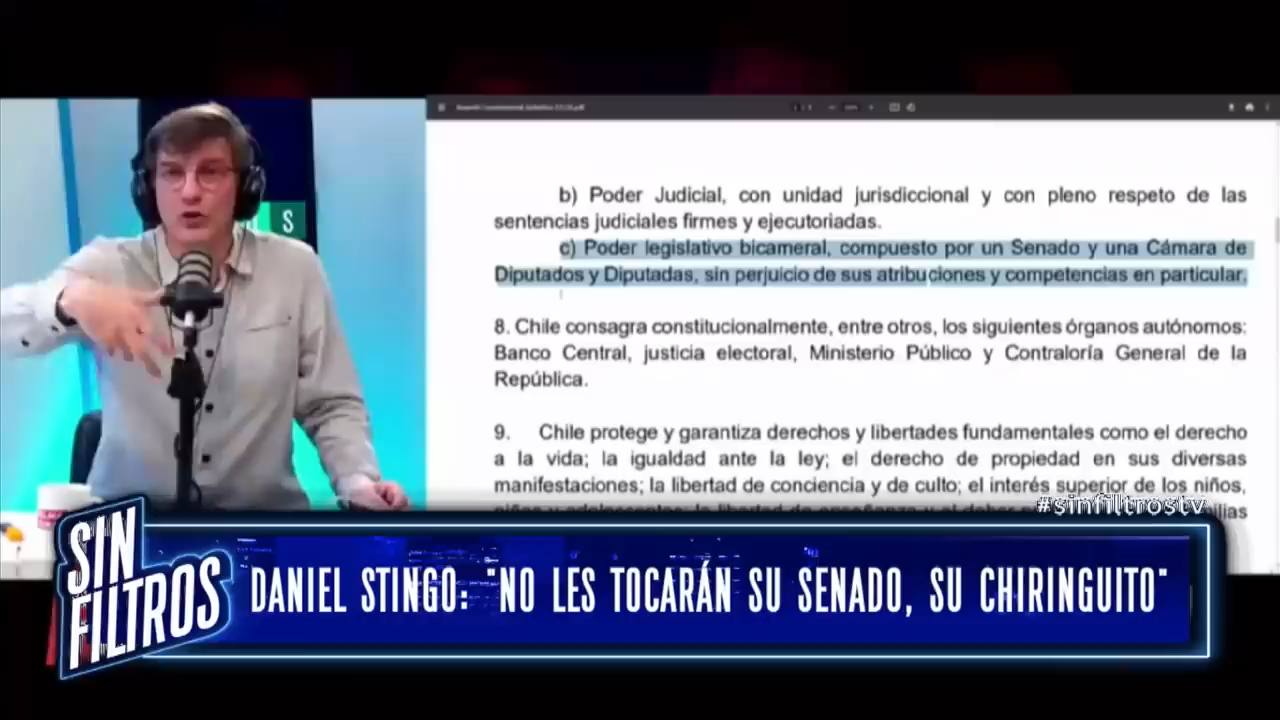 b) Poder Judicial, con unidad jurisdiccional y con pleno respeto de las
sentencias judiciales firmes y ejecutoriadas.
c) Poder legislativo bicameral, compuesto por un Senado y una Cámara de
Diputados y Diputadas, sin perjuicio de sus atribuciones y competencias en particular.
8. Chile consagra constitucionalmente, entre otros, los siguientes órganos autónomos:
Banco Central, justicia electoral, Ministerio Público y Contraloría General de la
República.
9. Chile protege y garantiza derechos y libertades fundamentales como el derecho
a la vida; la igualdad ante la ley; el derecho de propiedad en sus diversas
manifestaciones; la libertad de conciencia y de culto; el interés superior de los niños,
S
#sinfiltrostv
SIN
FILTROS
DANIEL STINGO: "NO LES TOCARÁN SU SENADO, SU CHIRINGUITO"